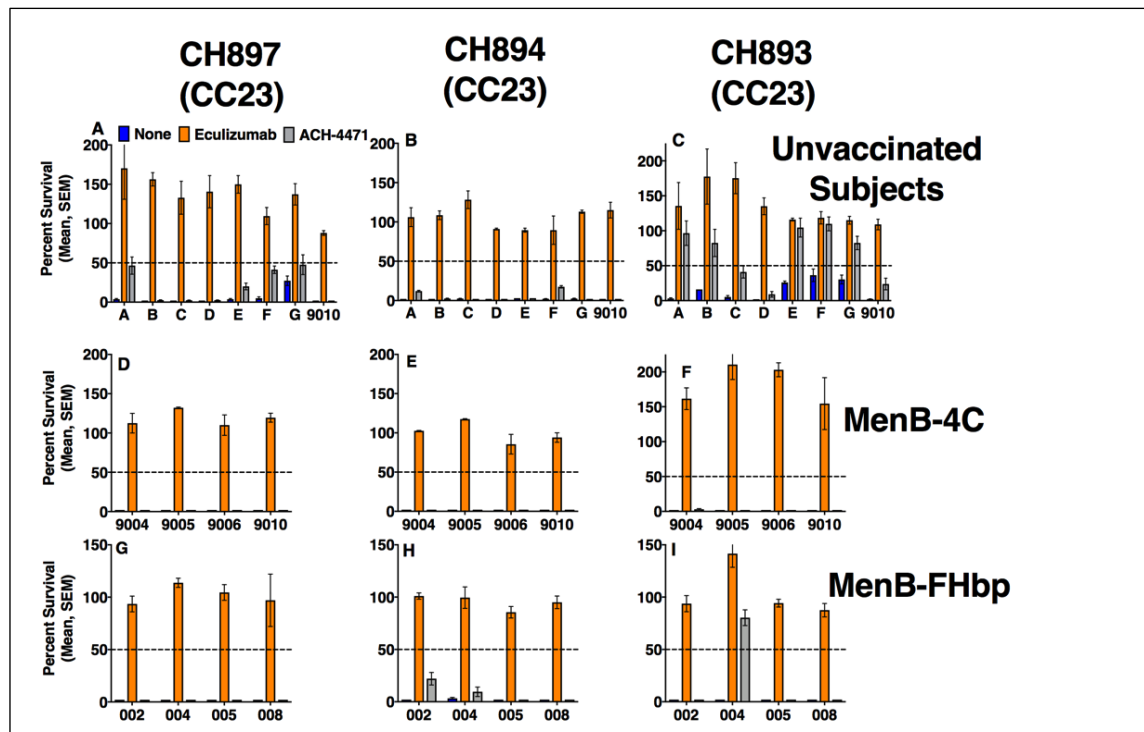 CH897
(CC23)
CH894
(CC23)
CH893
(CC23)
A
None
Eculizumab
ACH-4471
Percent Survival
(Mean, SEM)
200
150
100
50
0
A B C D E F G 9010
B
200
150
100
50
0
A B C D E F G 9010
C
Unvaccinated
Subjects
200
150
100
50
0
A B C D E F G 9010
D
Percent Survival
(Mean, SEM)
200
150
100
50
0
9004 9005 9006 9010
E
200
150
100
50
0
9004 9005 9006 9010
F
MenB-4C
200
150
100
50
0
9004 9005 9006 9010
G
Percent Survival
(Mean, SEM)
150
100
50
0
002 004 005 008
H
150
100
50
0
002 004 005 008
I
MenB-FHbp
150
100
50
0
002 004 005 008